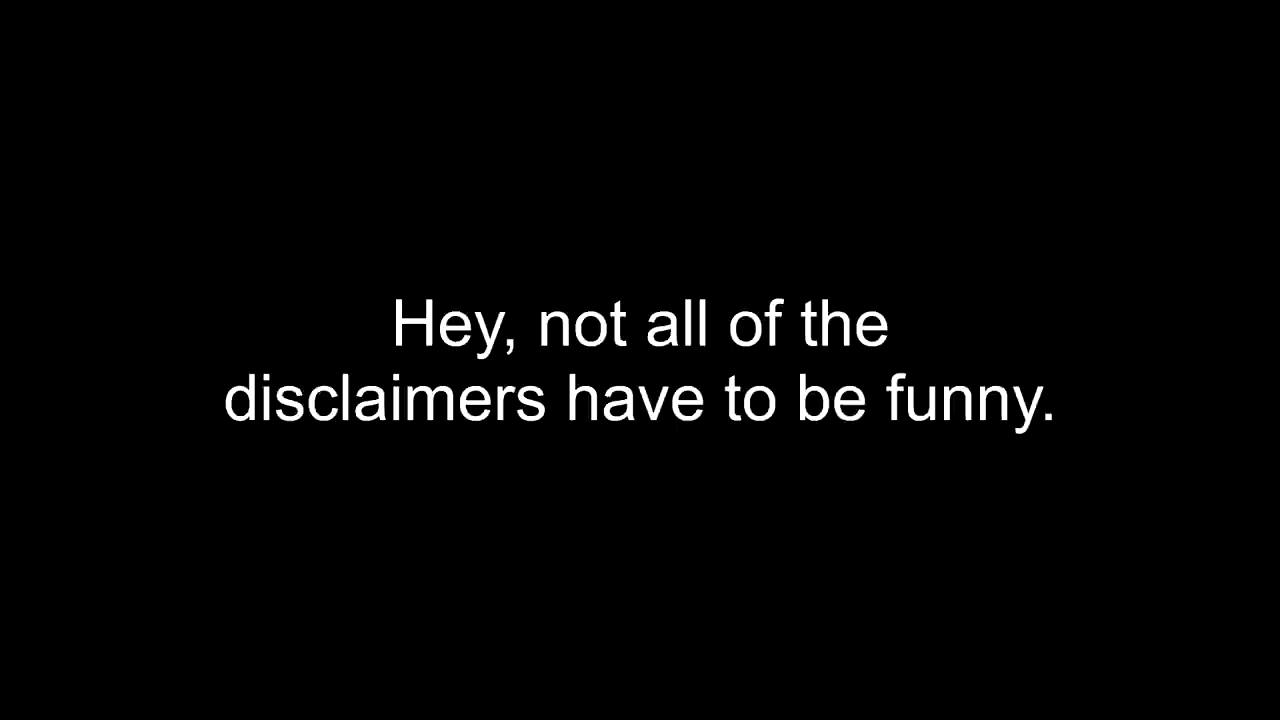 Hey, not all of the
disclaimers have to be funny.